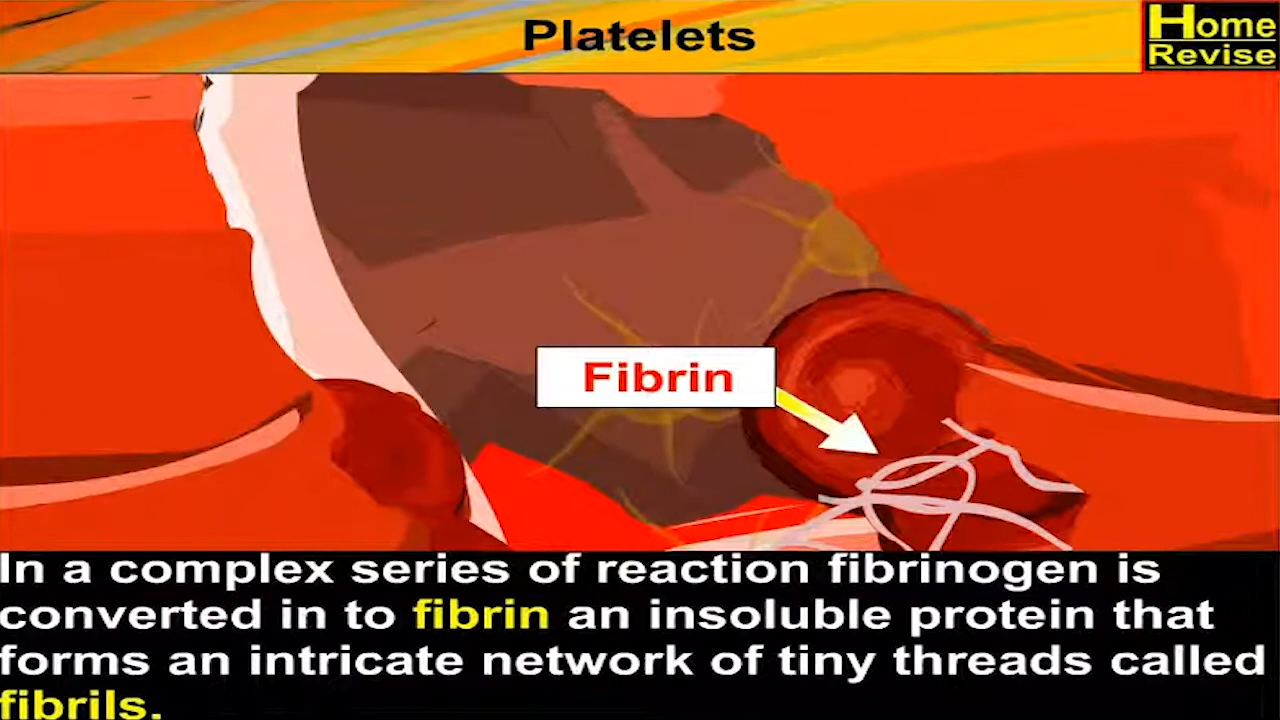 Platelets
Home
Revise
Fibrin
In a complex series of reaction fibrinogen is
converted in to fibrin an insoluble protein that
forms an intricate network of tiny threads called
fibrils.